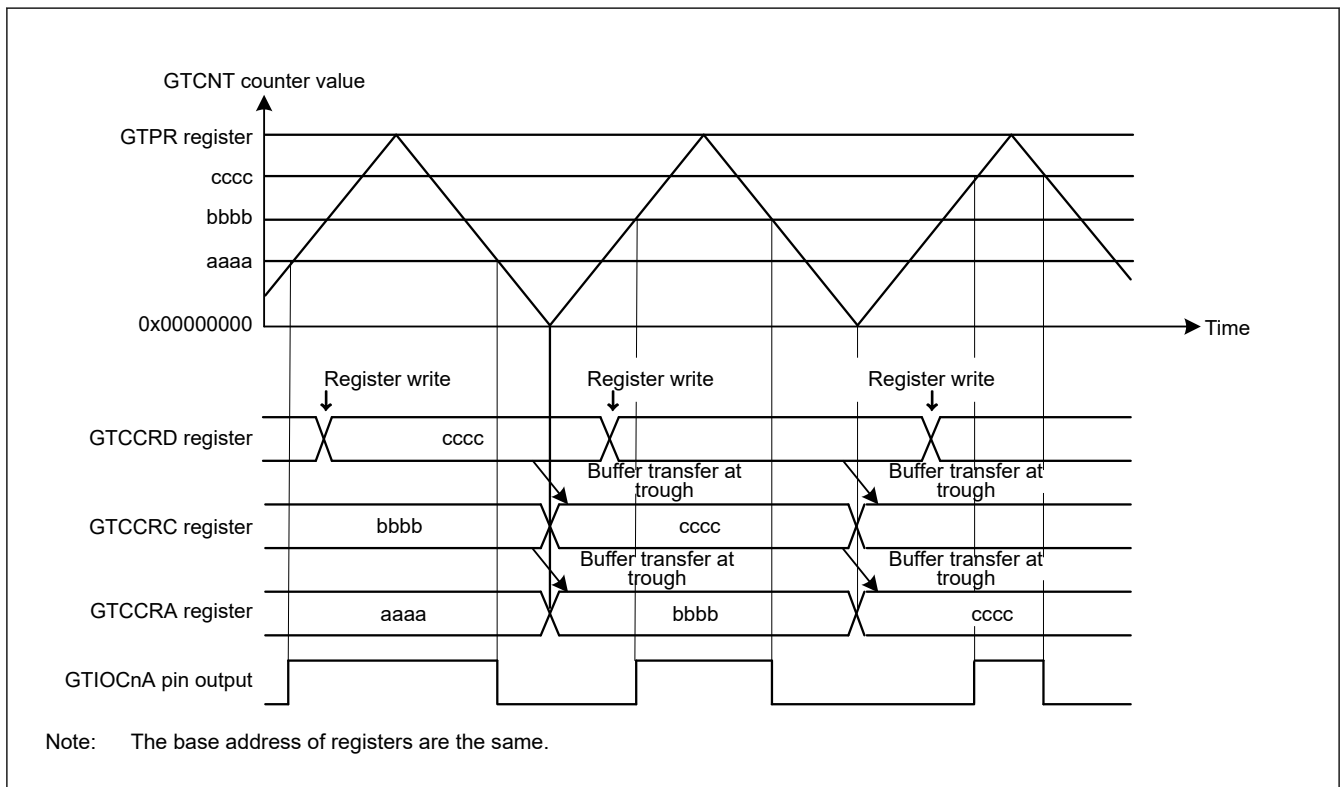 GTCNT counter value
GTPR register
cccc
bbbb
aaaa
0x00000000
Time
Register write
Register write
Register write
GTCCRD register
cccc
Buffer transfer at
trough
Buffer transfer at
trough
GTCCRC register
bbbb
cccc
Buffer transfer at
trough
Buffer transfer at
trough
GTCCRA register
aaaa
bbbb
cccc
GTIOCnA pin output
Note: The base address of registers are the same.